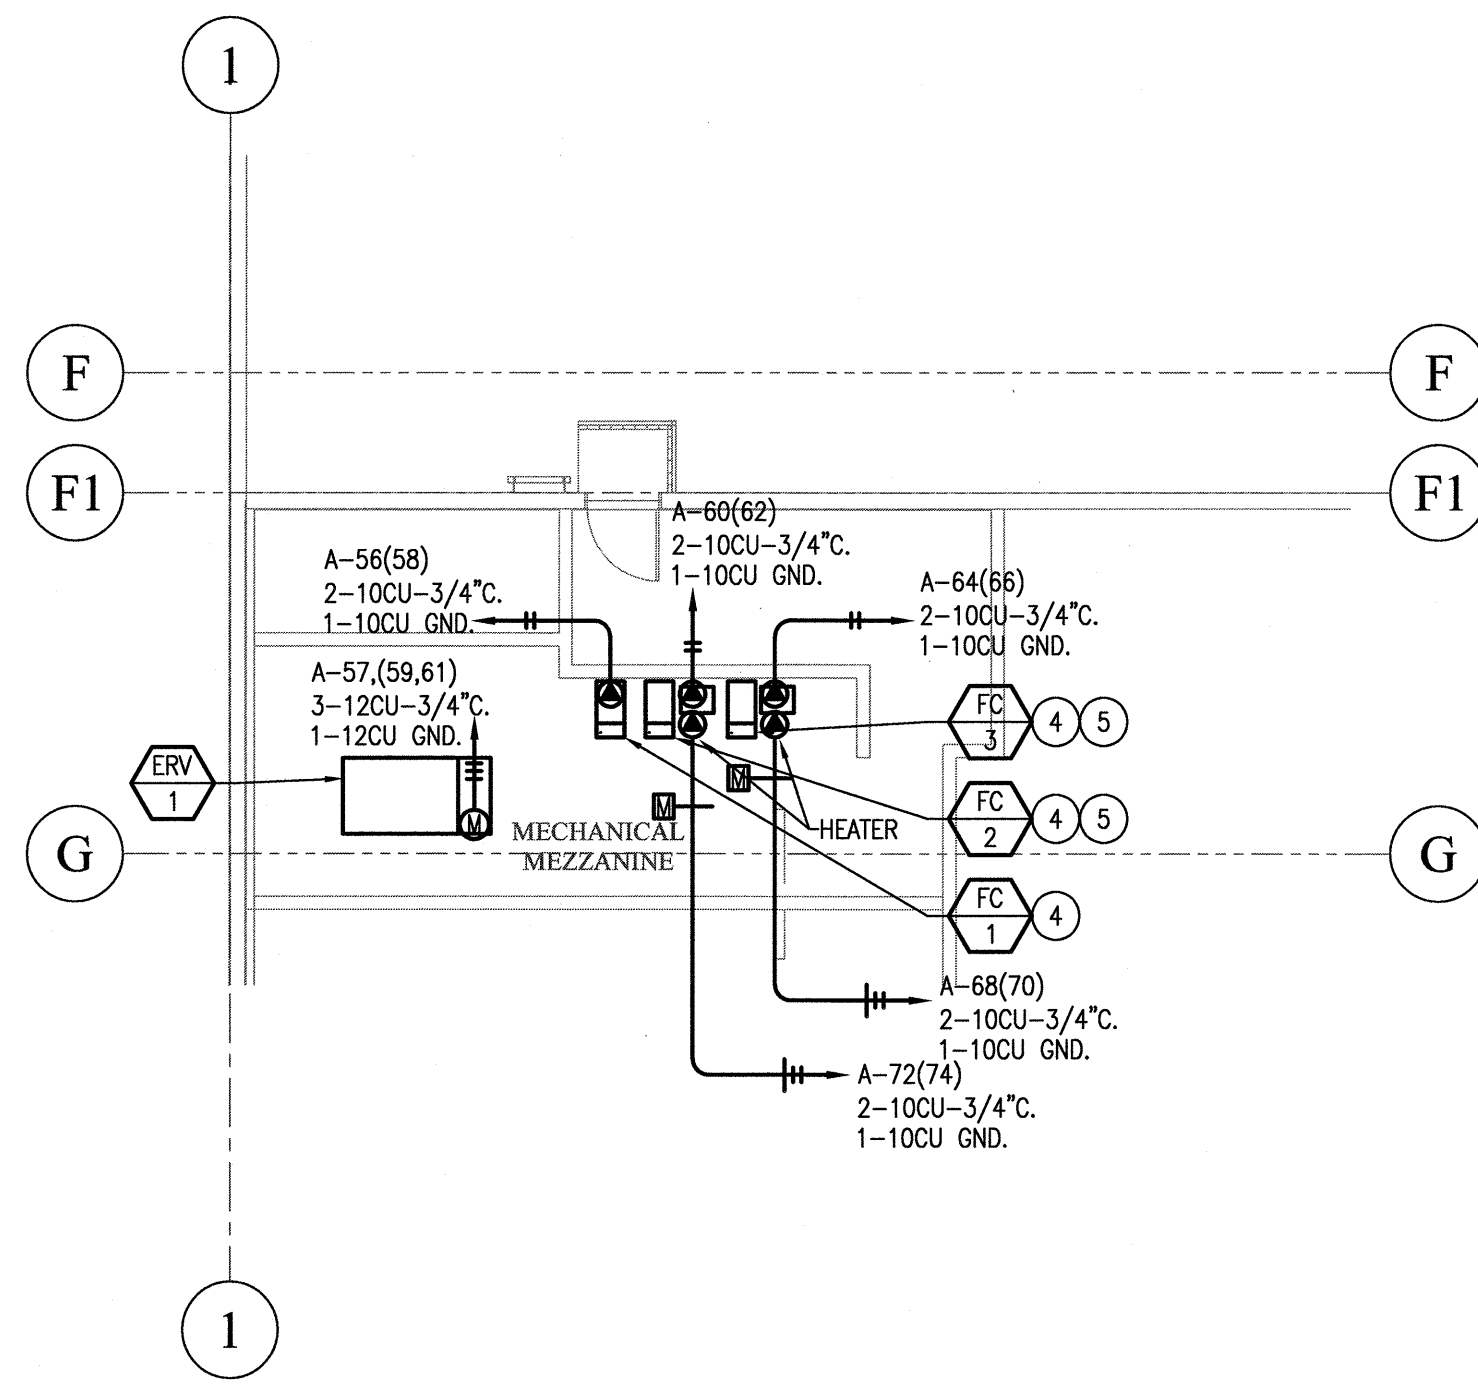 1
F
F
F1
F1
A-60(62)
2-10CU-3/4"C.
1-10CU GND.
A-56(58)
2-10CU-3/4"C.
1-10CU GND.
A-64(66)
2-10CU-3/4"C.
1-10CU GND.
A-57,(59,61)
3-12CU-3/4"C.
1-12CU GND.
FC
3
4
5
ERV
1
M
M
M
FC
2
4
5
HEATER
MECHANICAL
MEZZANINE
G
G
FC
1
4
A-68(70)
2-10CU-3/4"C.
1-10CU GND.
A-72(74)
2-10CU-3/4"C.
1-10CU GND.
1